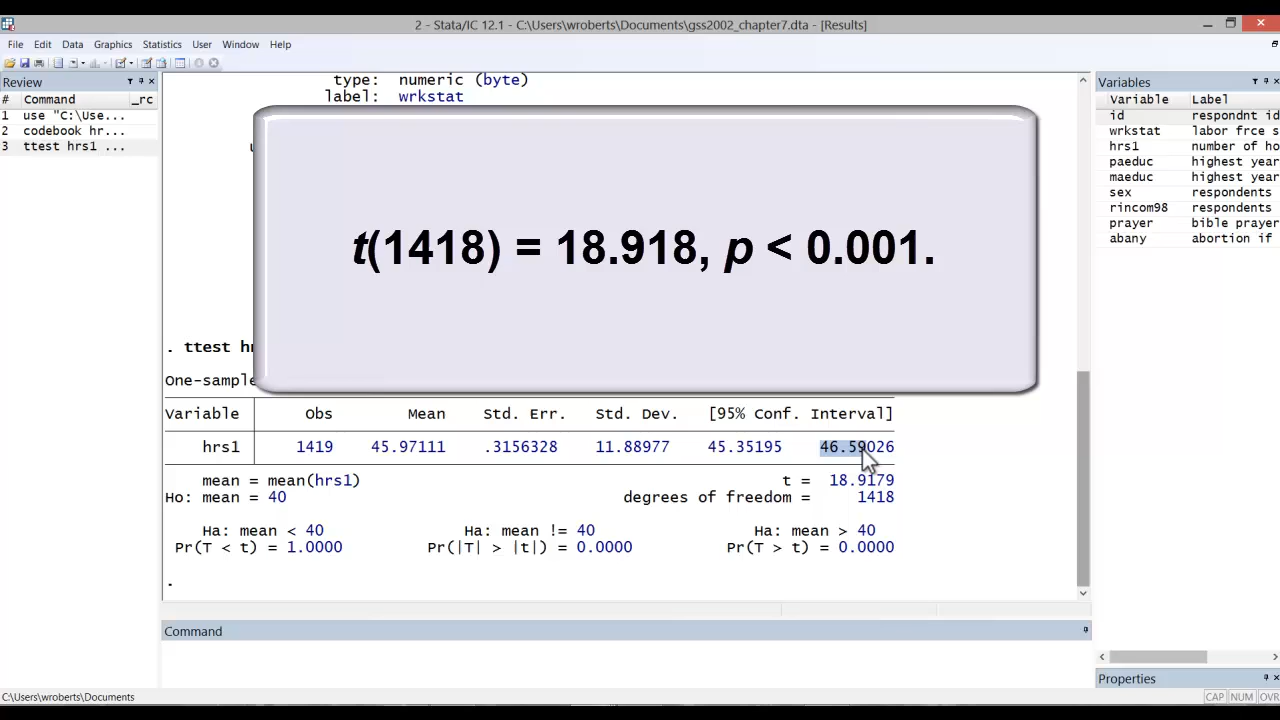 2 - Stata/IC 12.1 - C:\Users\wroberts\Documents\gss2002_chapter7.dta - [Results]
File Edit Data Graphics Statistics User Window Help
Review
# Command _rc
1 use "C:\Use...
2 codebook hr...
3 ttest hrs1 ...
type: numeric (byte)
label: wrkstat
t(1418) = 18.918, p < 0.001.
. ttest h
One-sample
Variable Obs Mean Std. Err. Std. Dev. [95% Conf. Interval]
hrs1 1419 45.97111 .3156328 11.88977 45.35195 46.59026
mean = mean(hrs1) t = 18.9179
Ho: mean = 40 degrees of freedom = 1418
Ha: mean < 40 Ha: mean != 40 Ha: mean > 40
Pr(T < t) = 1.0000 Pr(|T| > |t|) = 0.0000 Pr(T > t) = 0.0000
.
Command
Variables
Variable Label
id respondnt id
wrkstat labor frce s
hrs1 number of ho
paeduc highest year
maeduc highest year
sex respondents
rincom98 respondents
prayer bible prayer
abany abortion if
Properties
C:\Users\wroberts\Documents
CAP NUM OVR